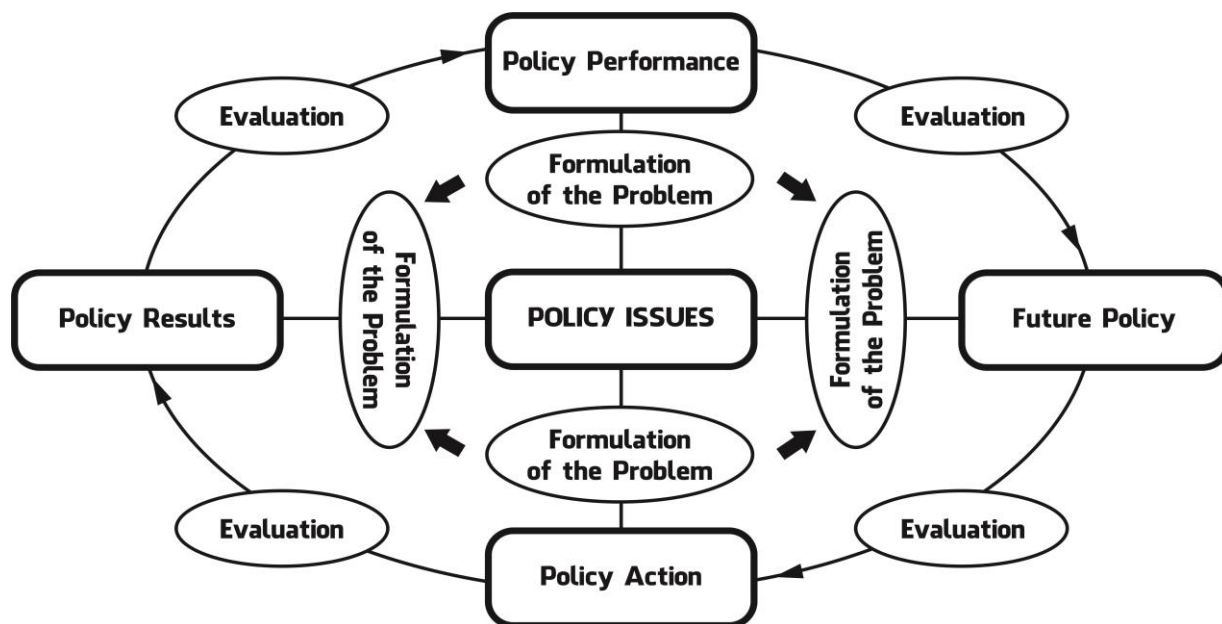 Policy Performance
Evaluation
Evaluation
Formulation
of the Problem
Formulation
of the Problem
Formulation
of the Problem
Policy Results
POLICY ISSUES
Future Policy
Formulation
of the Problem
Evaluation
Evaluation
Policy Action